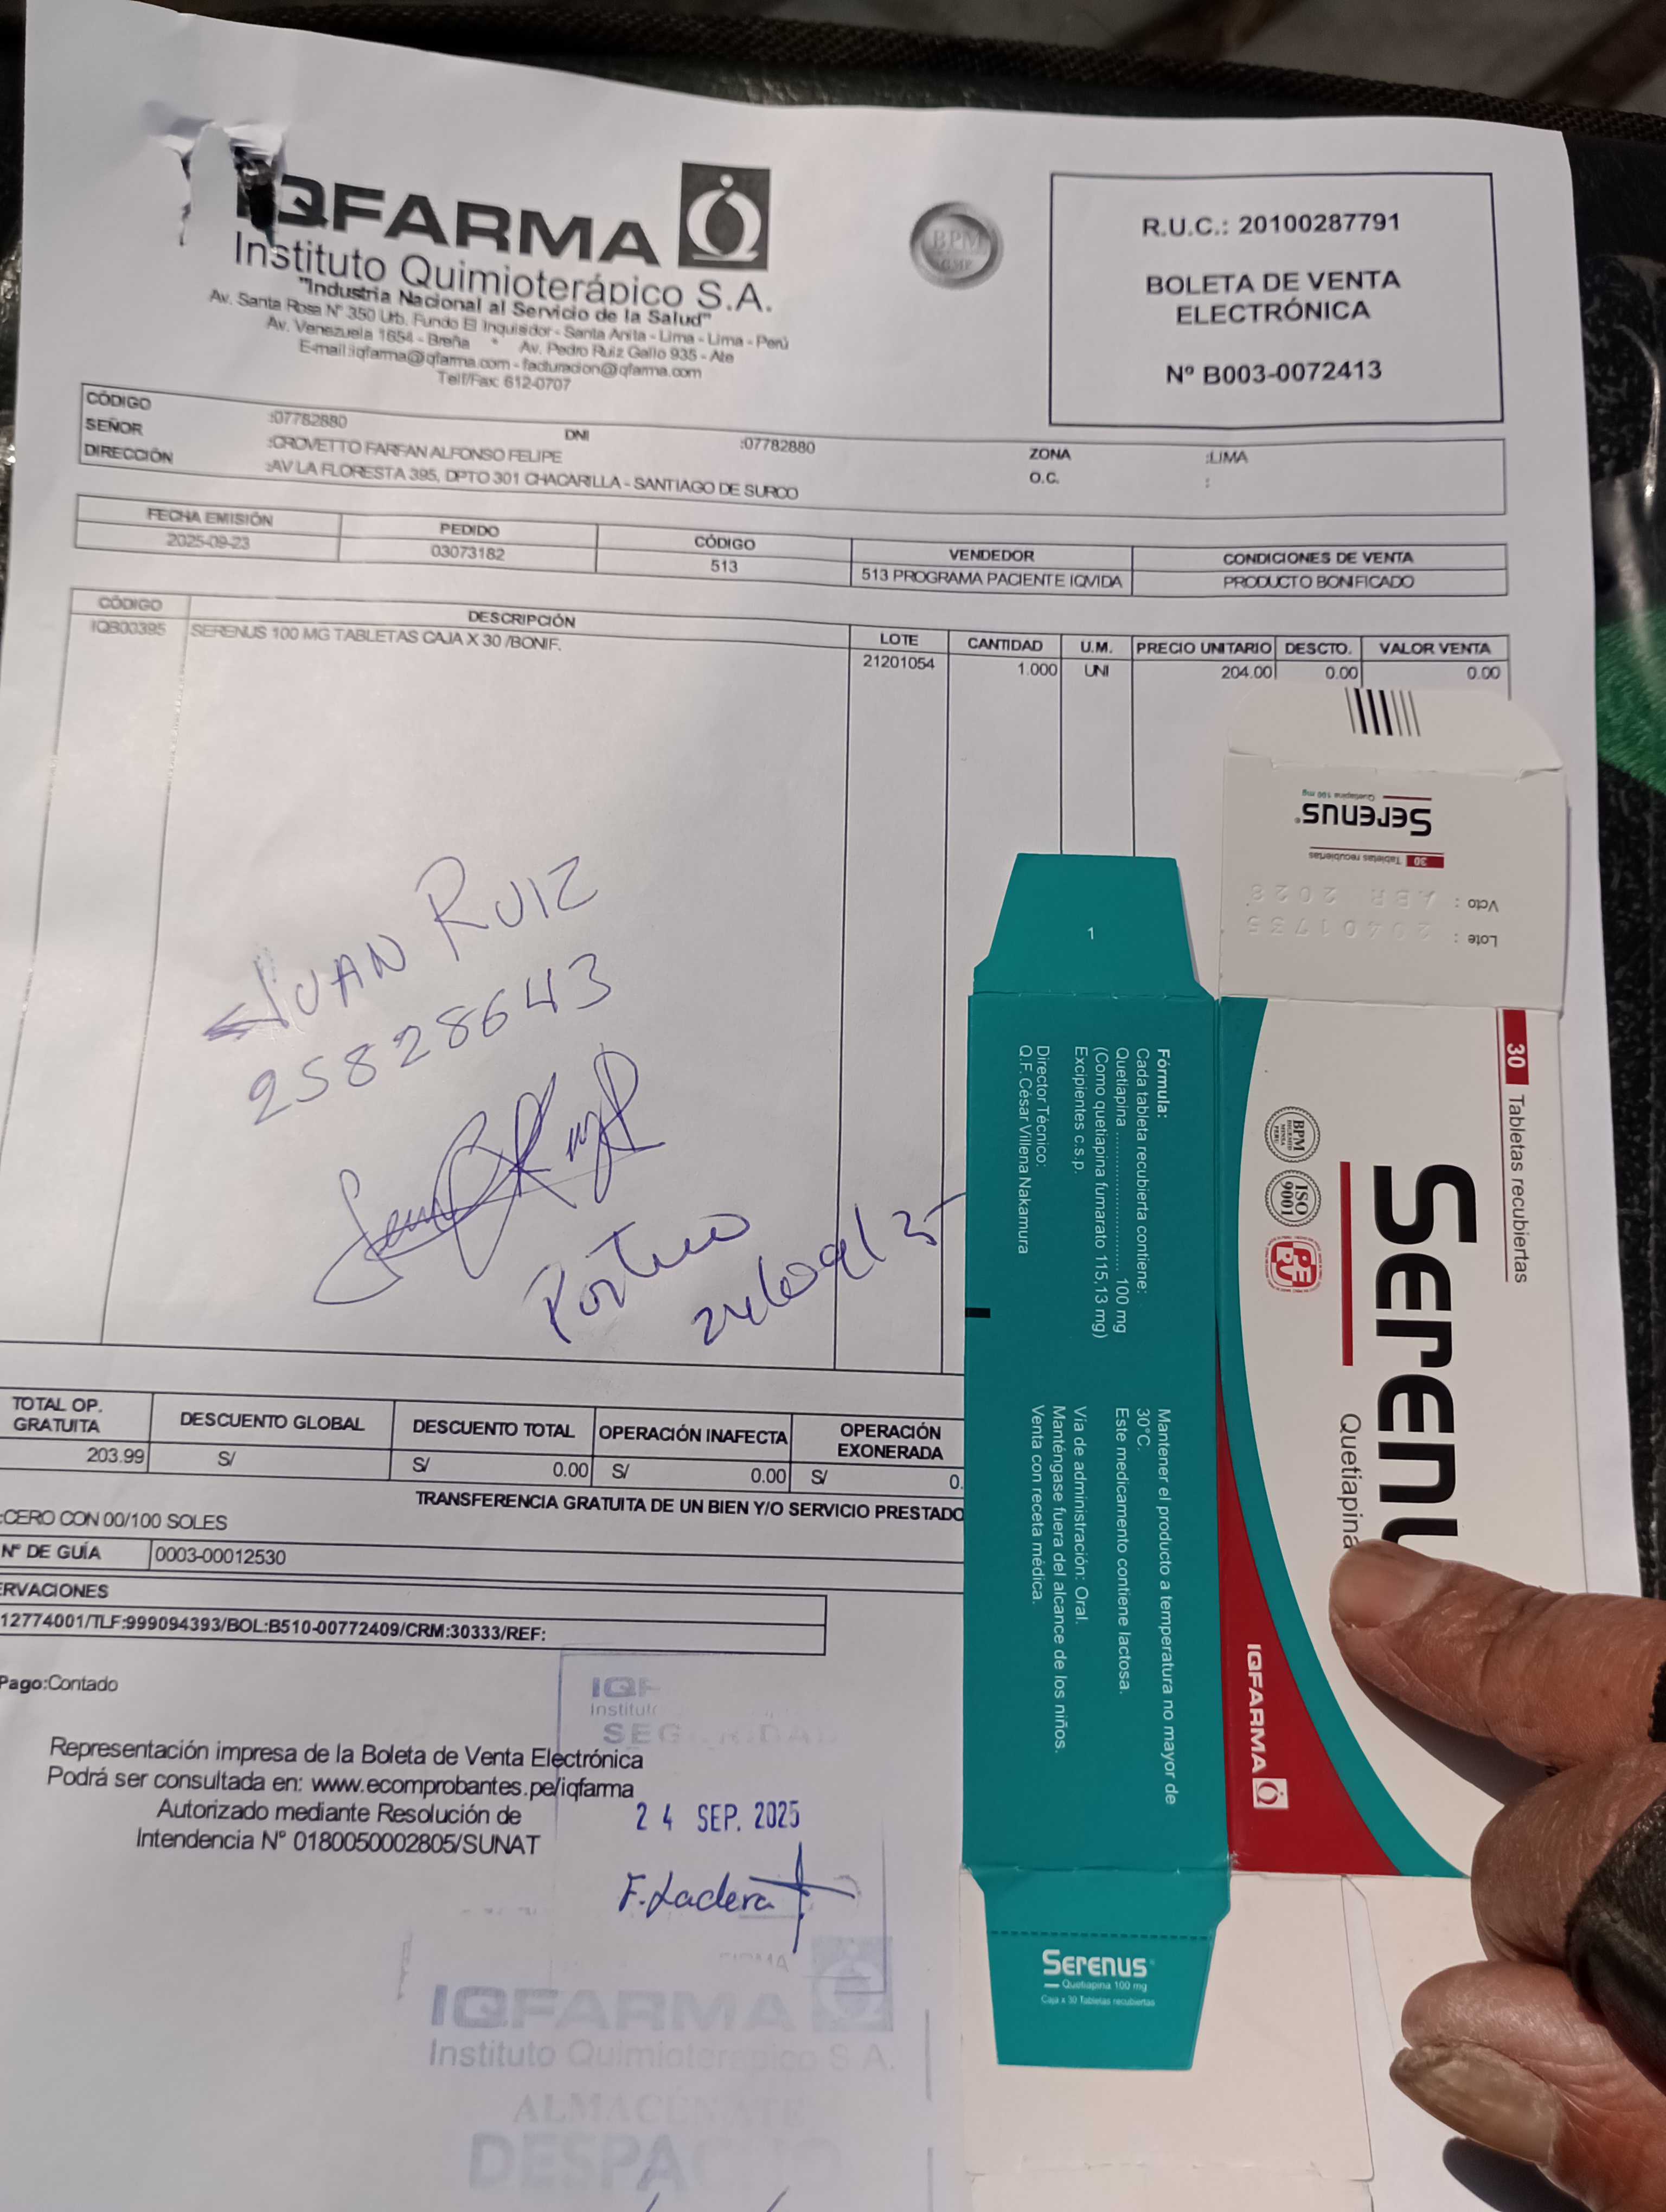 IQFARMA
Instituto Quimioterápico S.A.
"Industria Nacional al Servicio de la Salud"
Av. Santa Rosa N° 350 Urb. Fundo El Inquisidor - Santa Anita - Lima - Lima - Perú
Av. Venezuela 1654 - Breña * Av. Pedro Ruiz Gallo 935 - Ate
E-mail:iqfarma@qfarma.com - facturacion@iqfarma.com
Telf/Fax: 612-0707
BPM
GMP
R.U.C.: 20100287791
BOLETA DE VENTA
ELECTRÓNICA
Nº B003-0072413
CÓDIGO :07782880 DNI :07782880 ZONA :LIMA
SEÑOR :CROVETTO FARFAN ALFONSO FELIPE O.C. :
DIRECCIÓN :AV LA FLORESTA 395, DPTO 301 CHACARILLA - SANTIAGO DE SURCO
FECHA EMISIÓN PEDIDO CÓDIGO VENDEDOR CONDICIONES DE VENTA
2025-09-23 03073182 513 513 PROGRAMA PACIENTE IQVIDA PRODUCTO BONIFICADO
CÓDIGO DESCRIPCIÓN LOTE CANTIDAD U.M. PRECIO UNITARIO DESCTO. VALOR VENTA
IQB00395 SERENUS 100 MG TABLETAS CAJA X 30 /BONIF. 21201054 1.000 UNI 204.00 0.00 0.00
JUAN RUIZ
25828643
TOTAL OP. GRATUITA DESCUENTO GLOBAL DESCUENTO TOTAL OPERACIÓN INAFECTA OPERACIÓN EXONERADA
203.99 S/ S/ 0.00 S/ 0.00 S/ 0.
TRANSFERENCIA GRATUITA DE UN BIEN Y/O SERVICIO PRESTADO
:CERO CON 00/100 SOLES
Nº DE GUÍA 0003-00012530
ERVACIONES
12774001/TLF:999094393/BOL:B510-00772409/CRM:30333/REF:
Pago:Contado
Representación impresa de la Boleta de Venta Electrónica
Podrá ser consultada en: www.ecomprobantes.pe/iqfarma
Autorizado mediante Resolución de
Intendencia N° 0180050002805/SUNAT
24 SEP. 2025
F. Ladera
IQFARMA
Instituto Quimioterápico S.A.
Serenus
Quetiapina 100 mg
30 Tabletas recubiertas
Vcto : ABR 2028
Lote : 20401735
30 Tabletas recubiertas
Serenu
Quetiapina
BPM
ISO
9001
IQFARMA
1
Fórmula:
Cada tableta recubierta contiene:
Quetiapina ........................ 100 mg
(Como quetiapina fumarato 115,13 mg)
Excipientes c.s.p.
Director Técnico:
Q.F. César Villena Nakamura
Mantener el producto a temperatura no mayor de
30°C.
Este medicamento contiene lactosa.
Vía de administración: Oral.
Manténgase fuera del alcance de los niños.
Venta con receta médica.
Serenus
Quetiapina 100 mg
Caja x 30 Tabletas recubiertas